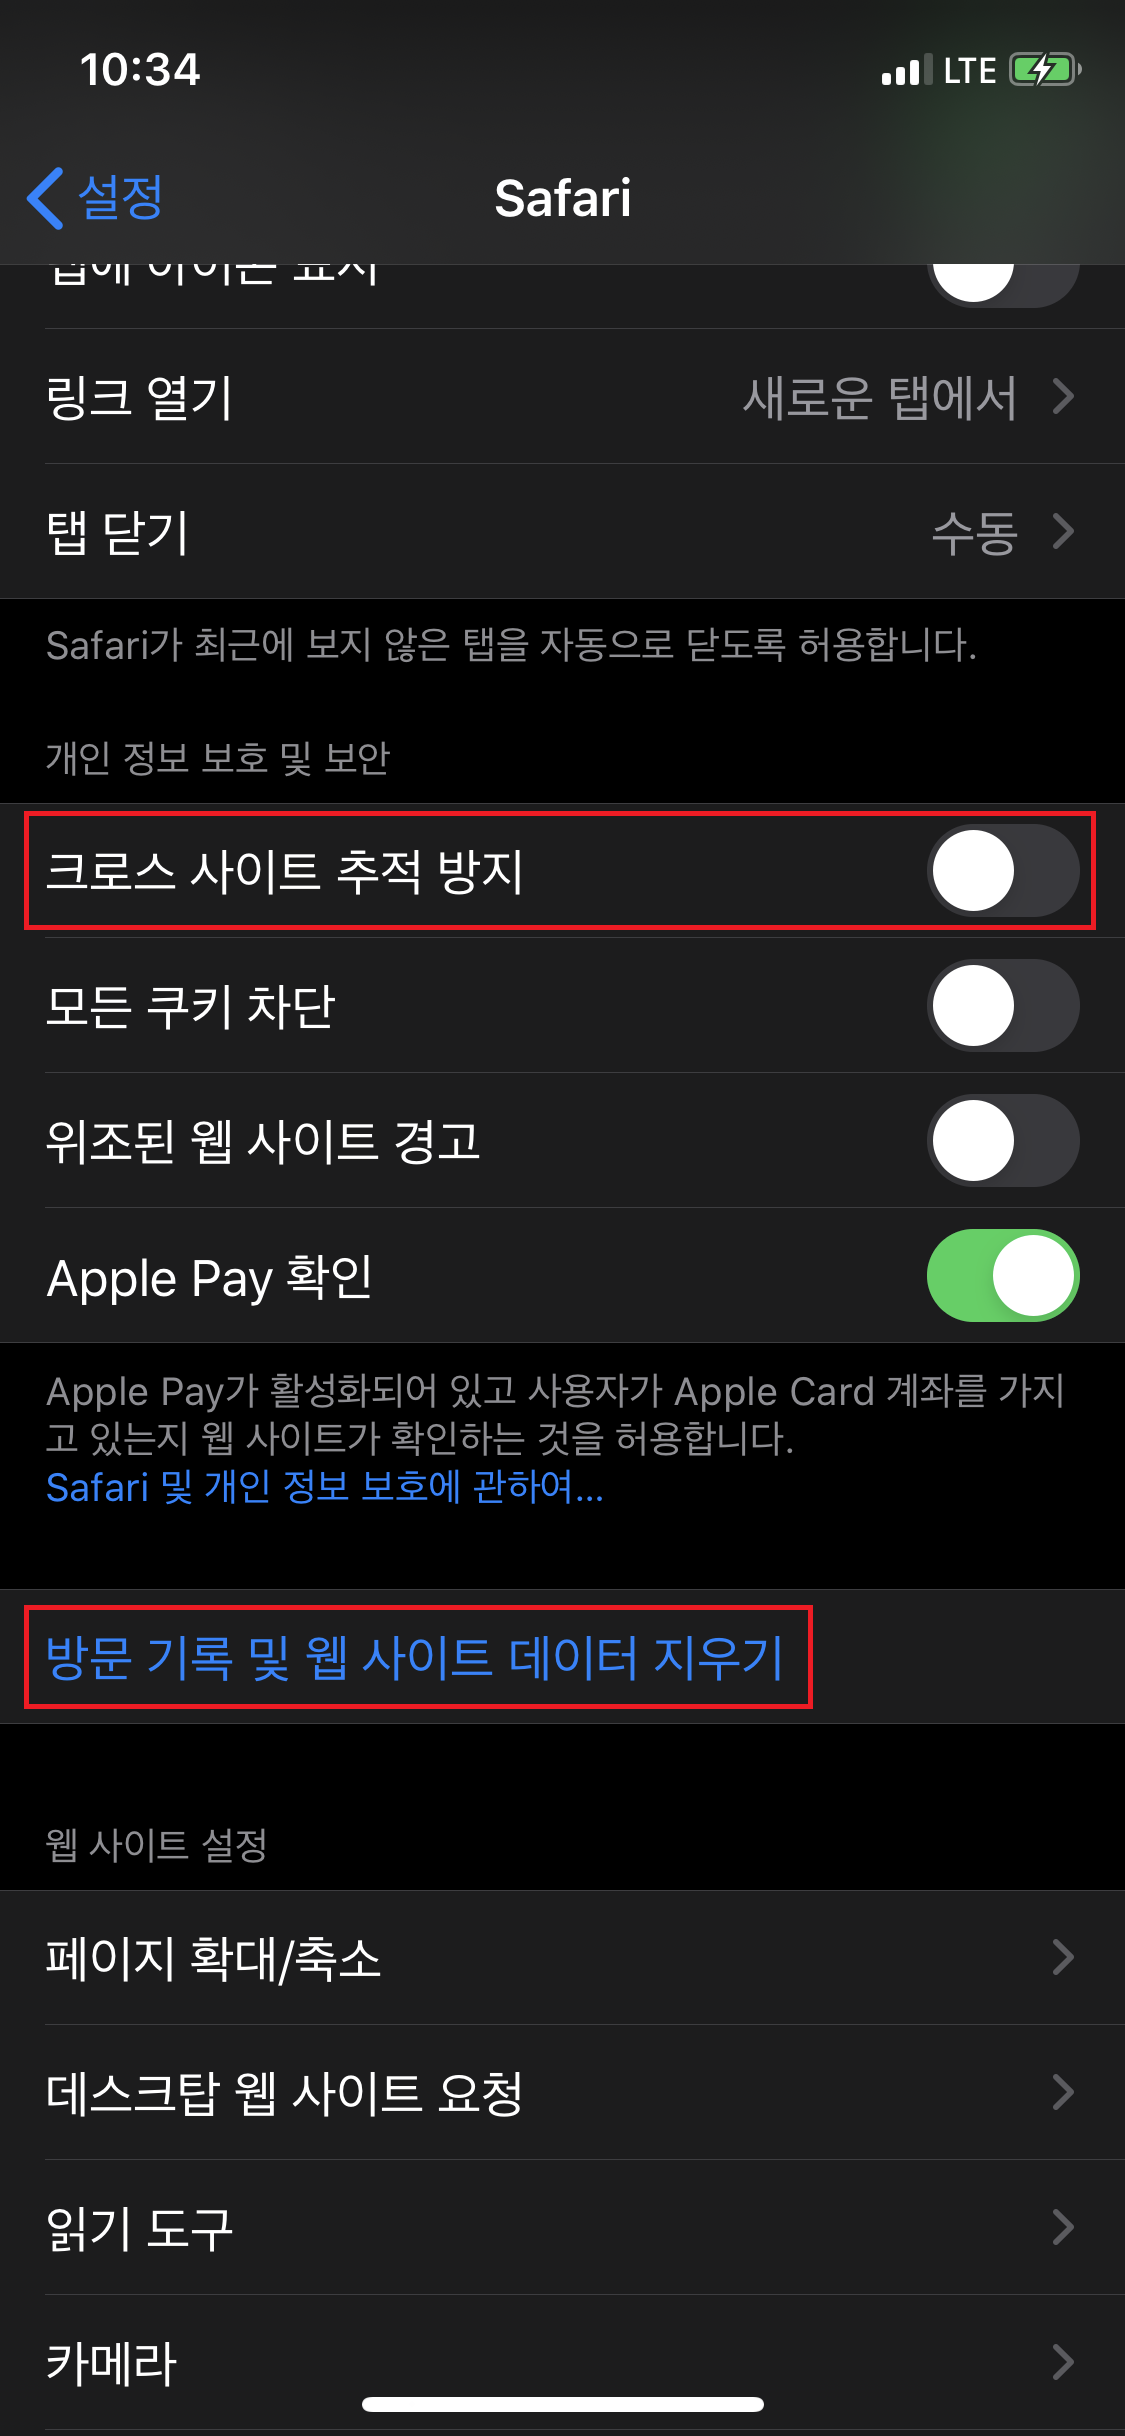 10:34
LTE
설정
Safari
탭에 아이콘 표시
링크 열기
새로운 탭에서
탭 닫기
수동
Safari가 최근에 보지 않은 탭을 자동으로 닫도록 허용합니다.
개인 정보 보호 및 보안
크로스 사이트 추적 방지
모든 쿠키 차단
위조된 웹 사이트 경고
Apple Pay 확인
Apple Pay가 활성화되어 있고 사용자가 Apple Card 계좌를 가지
고 있는지 웹 사이트가 확인하는 것을 허용합니다.
Safari 및 개인 정보 보호에 관하여...
방문 기록 및 웹 사이트 데이터 지우기
웹 사이트 설정
페이지 확대/축소
데스크탑 웹 사이트 요청
읽기 도구
카메라